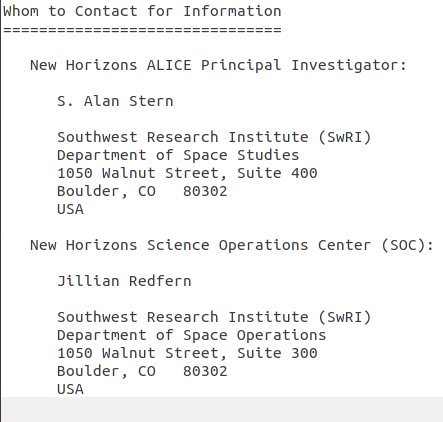 Whom to Contact for Information
===============================
New Horizons ALICE Principal Investigator:
S. Alan Stern
Southwest Research Institute (SwRI)
Department of Space Studies
1050 Walnut Street, Suite 400
Boulder, CO   80302
USA
New Horizons Science Operations Center (SOC):
Jillian Redfern
Southwest Research Institute (SwRI)
Department of Space Operations
1050 Walnut Street, Suite 300
Boulder, CO   80302
USA